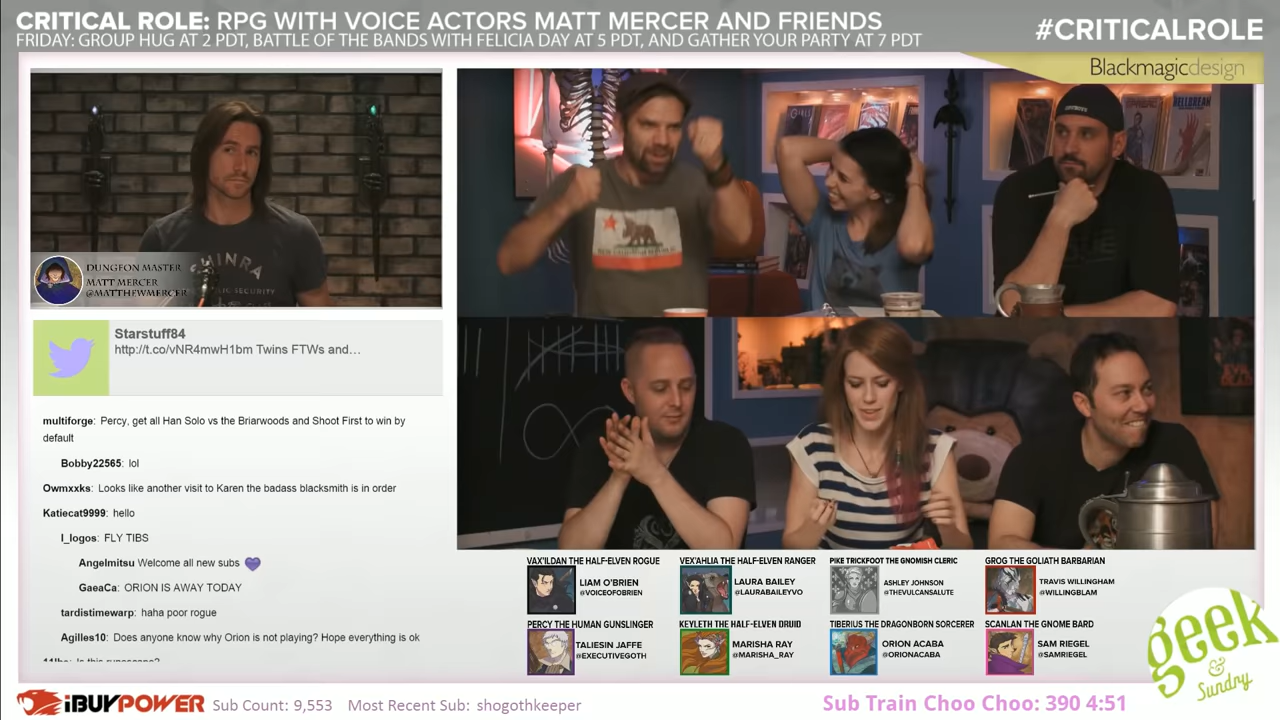 CRITICAL ROLE: RPG WITH VOICE ACTORS MATT MERCER AND FRIENDS
FRIDAY: GROUP HUG AT 2 PDT, BATTLE OF THE BANDS WITH FELICIA DAY AT 5 PDT, AND GATHER YOUR PARTY AT 7 PDT
#CRITICALROLE
Blackmagicdesign
DUNGEON MASTER
MATT MERCER
@MATTHEWMERCER
Starstuff84
http://t.co/vNR4mwH1bm Twins FTWs and...
multiforge: Percy, get all Han Solo vs the Briarwoods and Shoot First to win by
default
Bobby22565: lol
Owmxxks: Looks like another visit to Karen the badass blacksmith is in order
Katiecat9999: hello
l_logos: FLY TIBS
Angelmitsu Welcome all new subs
GaeaCa: ORION IS AWAY TODAY
tardistimewarp: haha poor rogue
Agilles10: Does anyone know why Orion is not playing? Hope everything is ok
VAX'ILDAN THE HALF-ELVEN ROGUE
LIAM O'BRIEN
@VOICEOFOBRIEN
VEX'AHLIA THE HALF-ELVEN RANGER
LAURA BAILEY
@LAURABAILEYVO
PIKE TRICKFOOT THE GNOMISH CLERIC
ASHLEY JOHNSON
@THEVULCANSALUTE
GROG THE GOLIATH BARBARIAN
TRAVIS WILLINGHAM
@WILLINGBLAM
PERCY THE HUMAN GUNSLINGER
TALIESIN JAFFE
@EXECUTIVEGOTH
KEYLETH THE HALF-ELVEN DRUID
MARISHA RAY
@MARISHA_RAY
TIBERIUS THE DRAGONBORN SORCERER
ORION ACABA
@ORIONACABA
SCANLAN THE GNOME BARD
SAM RIEGEL
@SAMRIEGEL
geek
&
Sundry
iBUYPOWER
Sub Count: 9,553 Most Recent Sub: shogothkeeper
Sub Train Choo Choo: 390 4:51